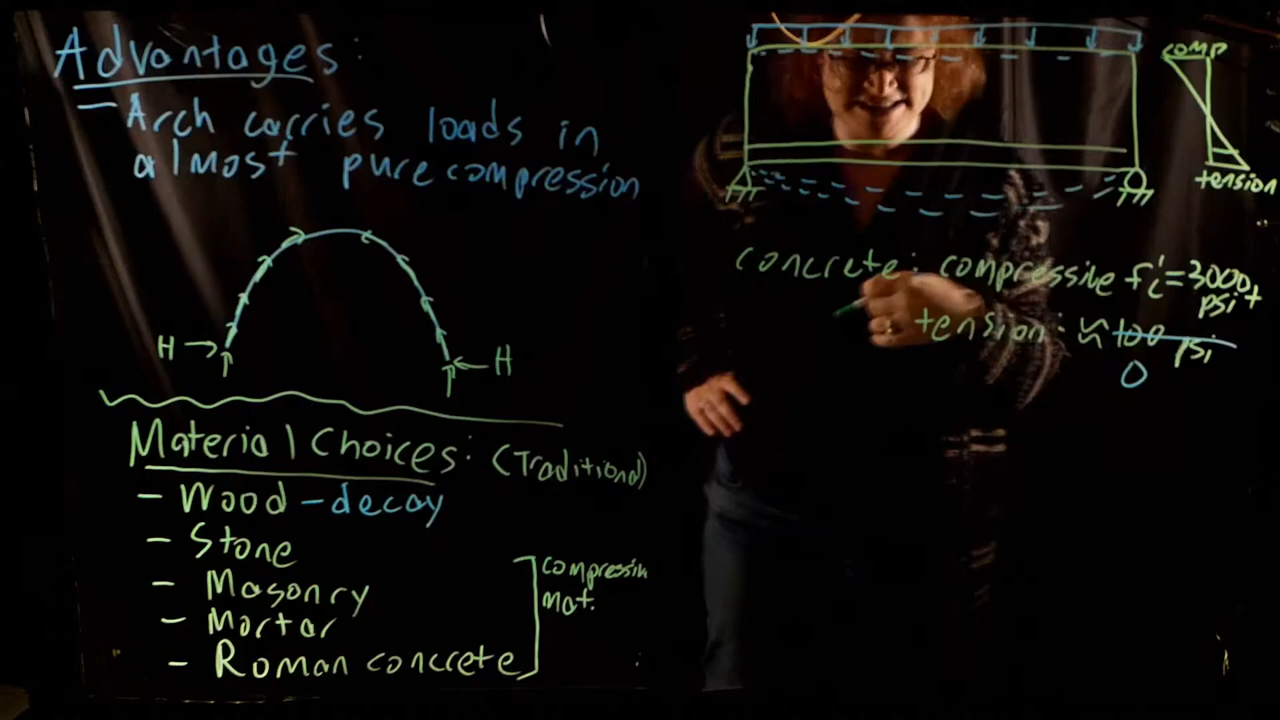 Advantages:
- Arch carries loads in
almost pure compression
H
H
Material Choices: (Traditional)
- Wood - decay
- Stone
- Masonry
- Mortar
- Roman concrete
compressiv
mat.
comp
tension
concrete: compressive f'c = 3000
psi +
tension: ≈ 100 psi
0